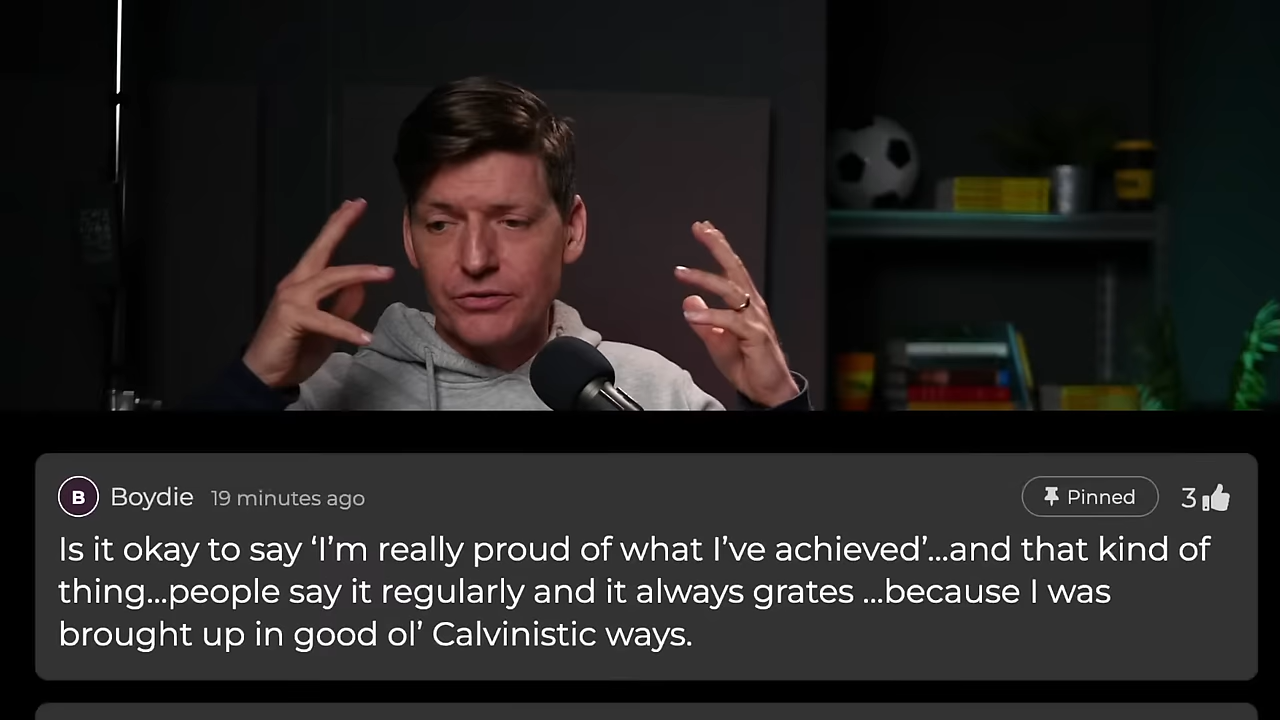 B Boydie 19 minutes ago Pinned 3
Is it okay to say ‘I’m really proud of what I’ve achieved’...and that kind of
thing...people say it regularly and it always grates ...because I was
brought up in good ol’ Calvinistic ways.